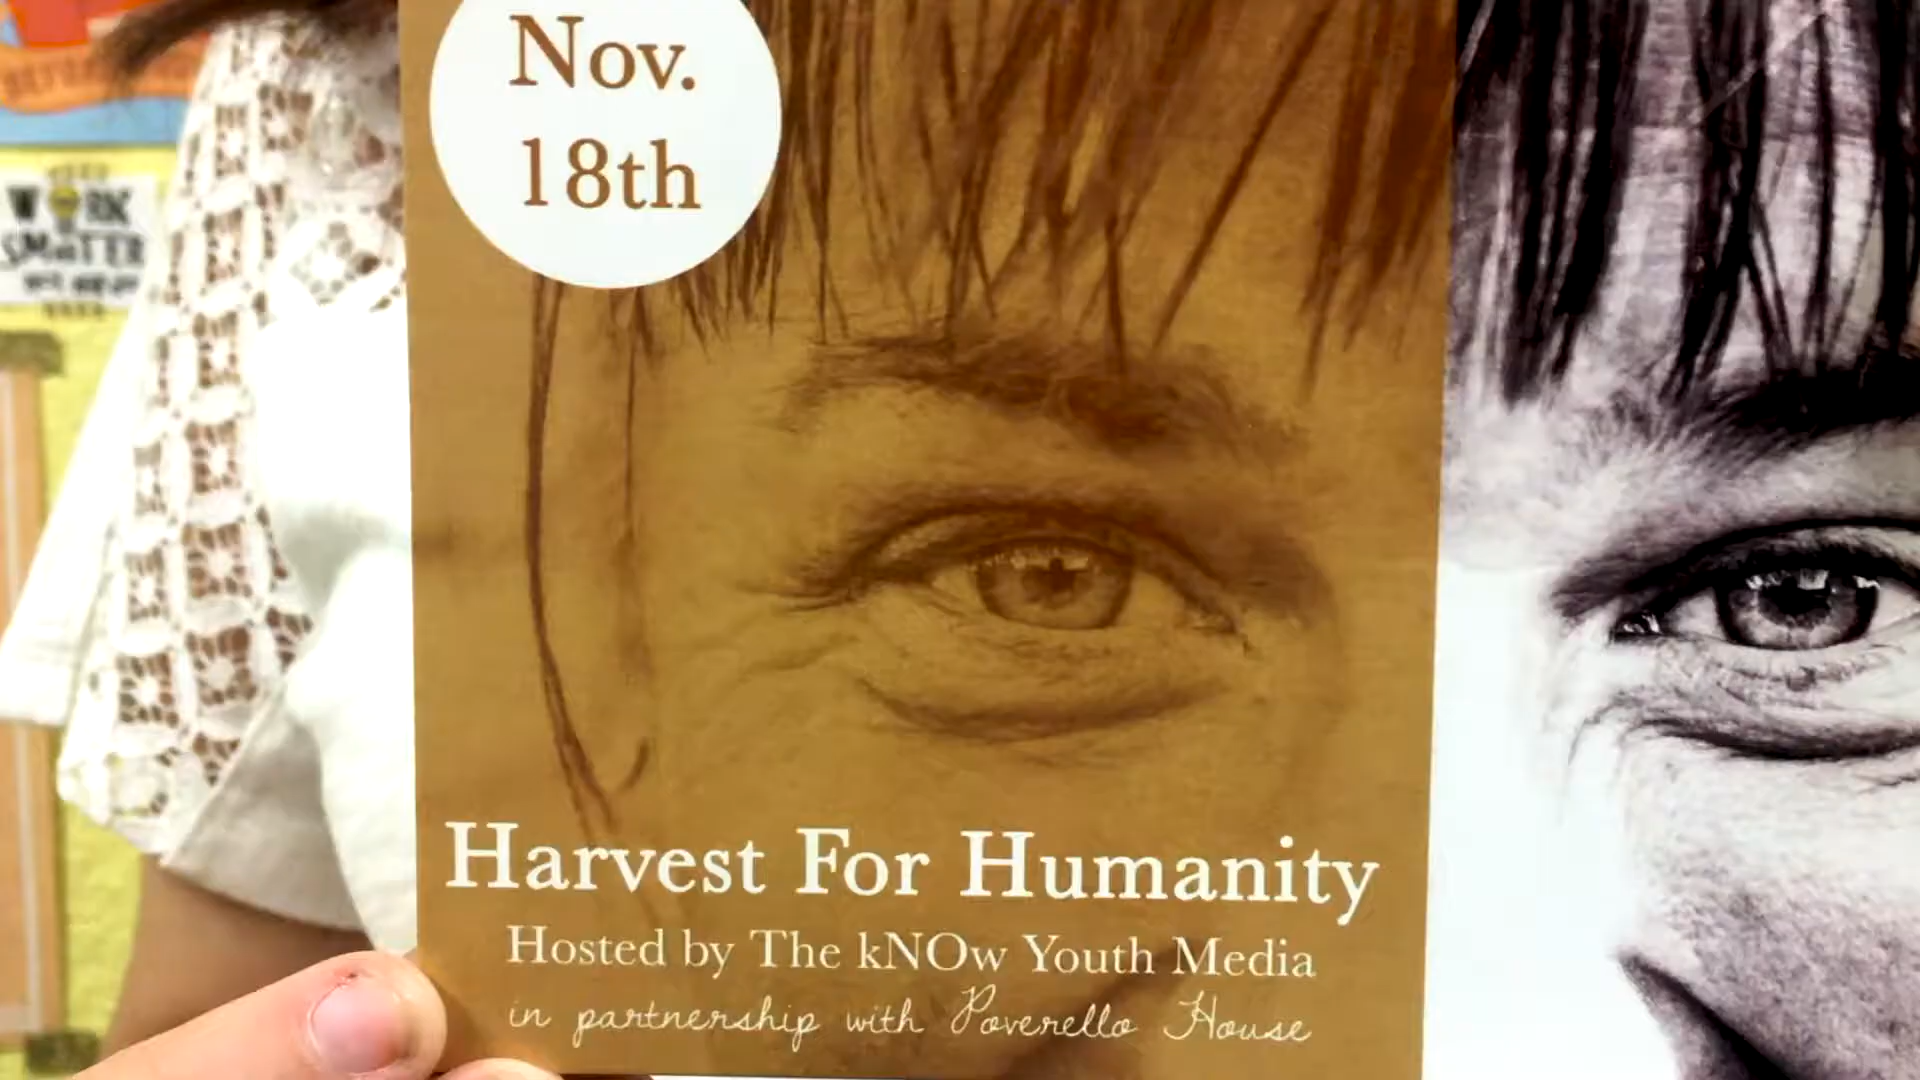 Nov.
18th
WORK
SMARTER
Harvest For Humanity
Hosted by The kNOw Youth Media
in partnership with Poverello House